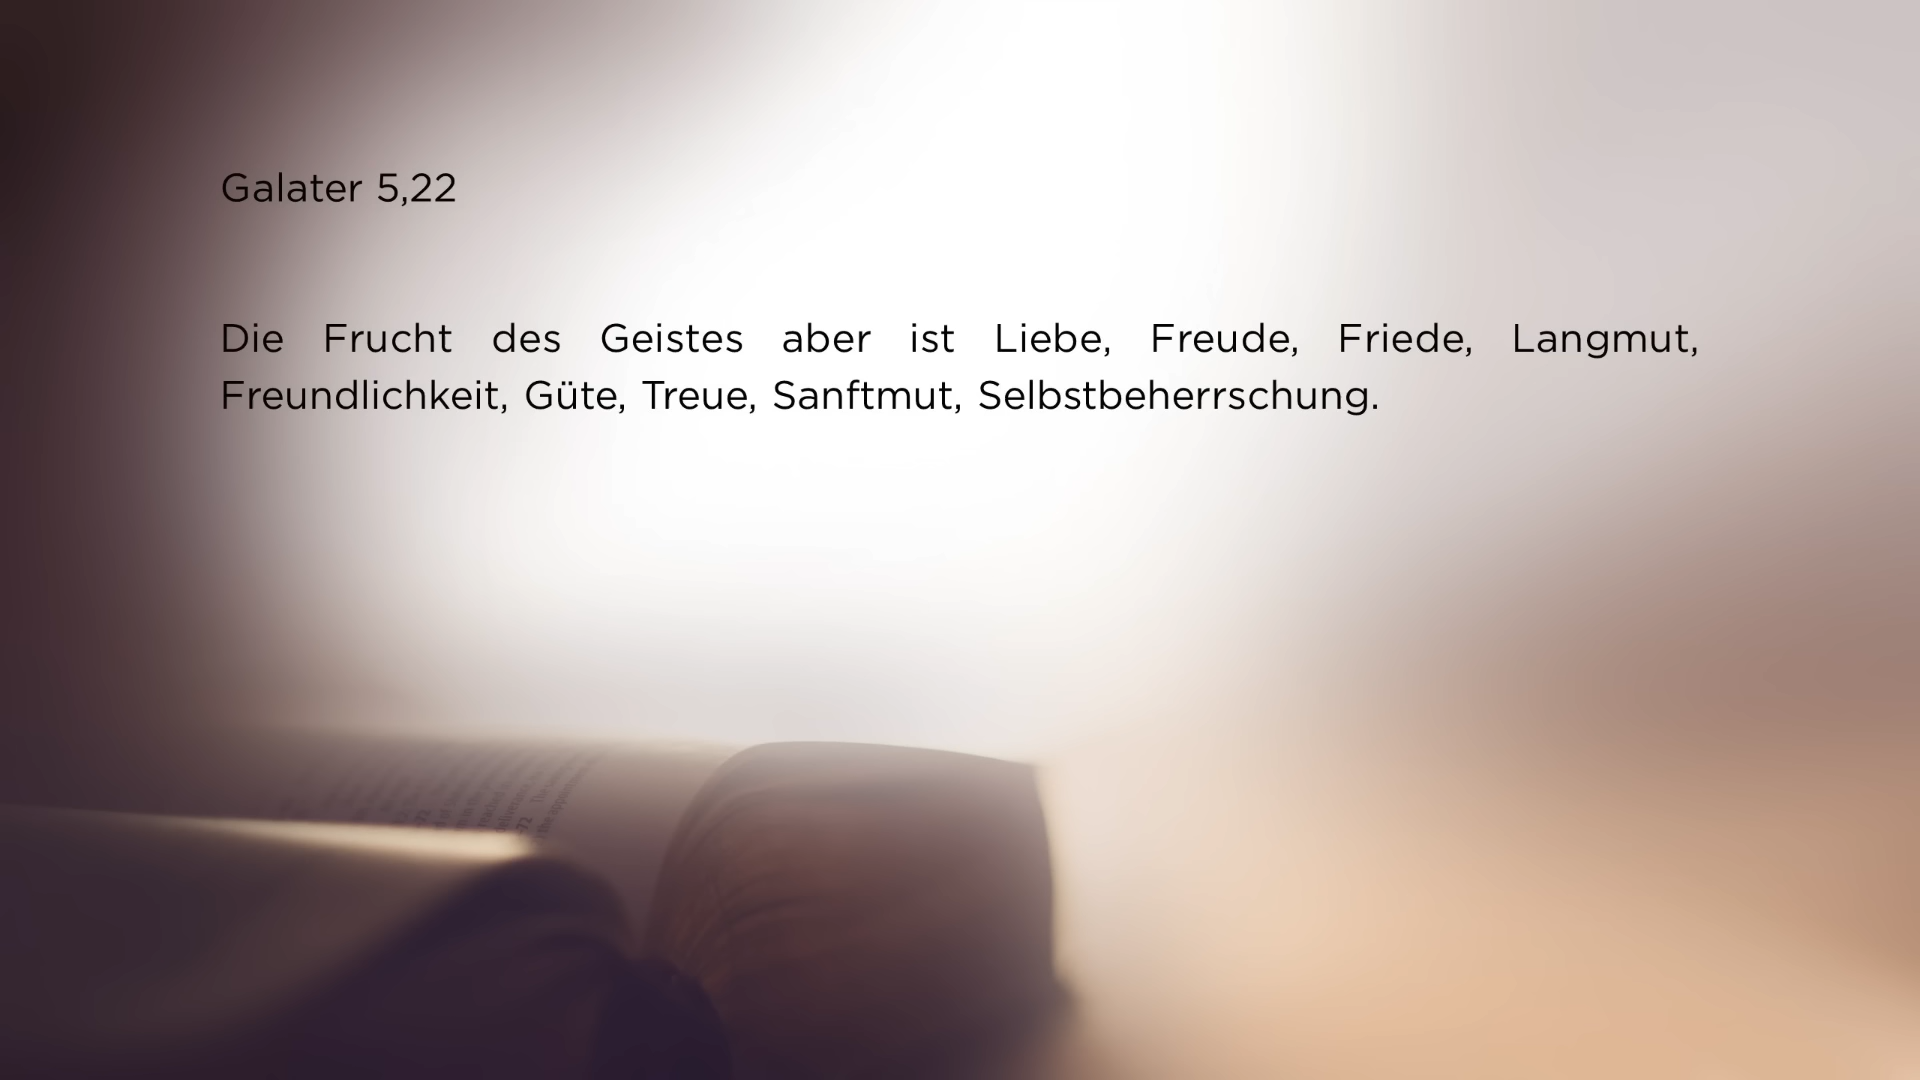 Galater 5,22
Die Frucht des Geistes aber ist Liebe, Freude, Friede, Langmut,
Freundlichkeit, Güte, Treue, Sanftmut, Selbstbeherrschung.